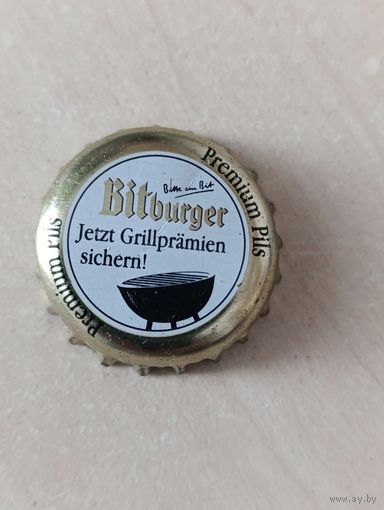 Premium Pils
Bitte ein Bit
Bitburger
Jetzt Grillprämien
sichern!
Premium Pils
www.ay.by